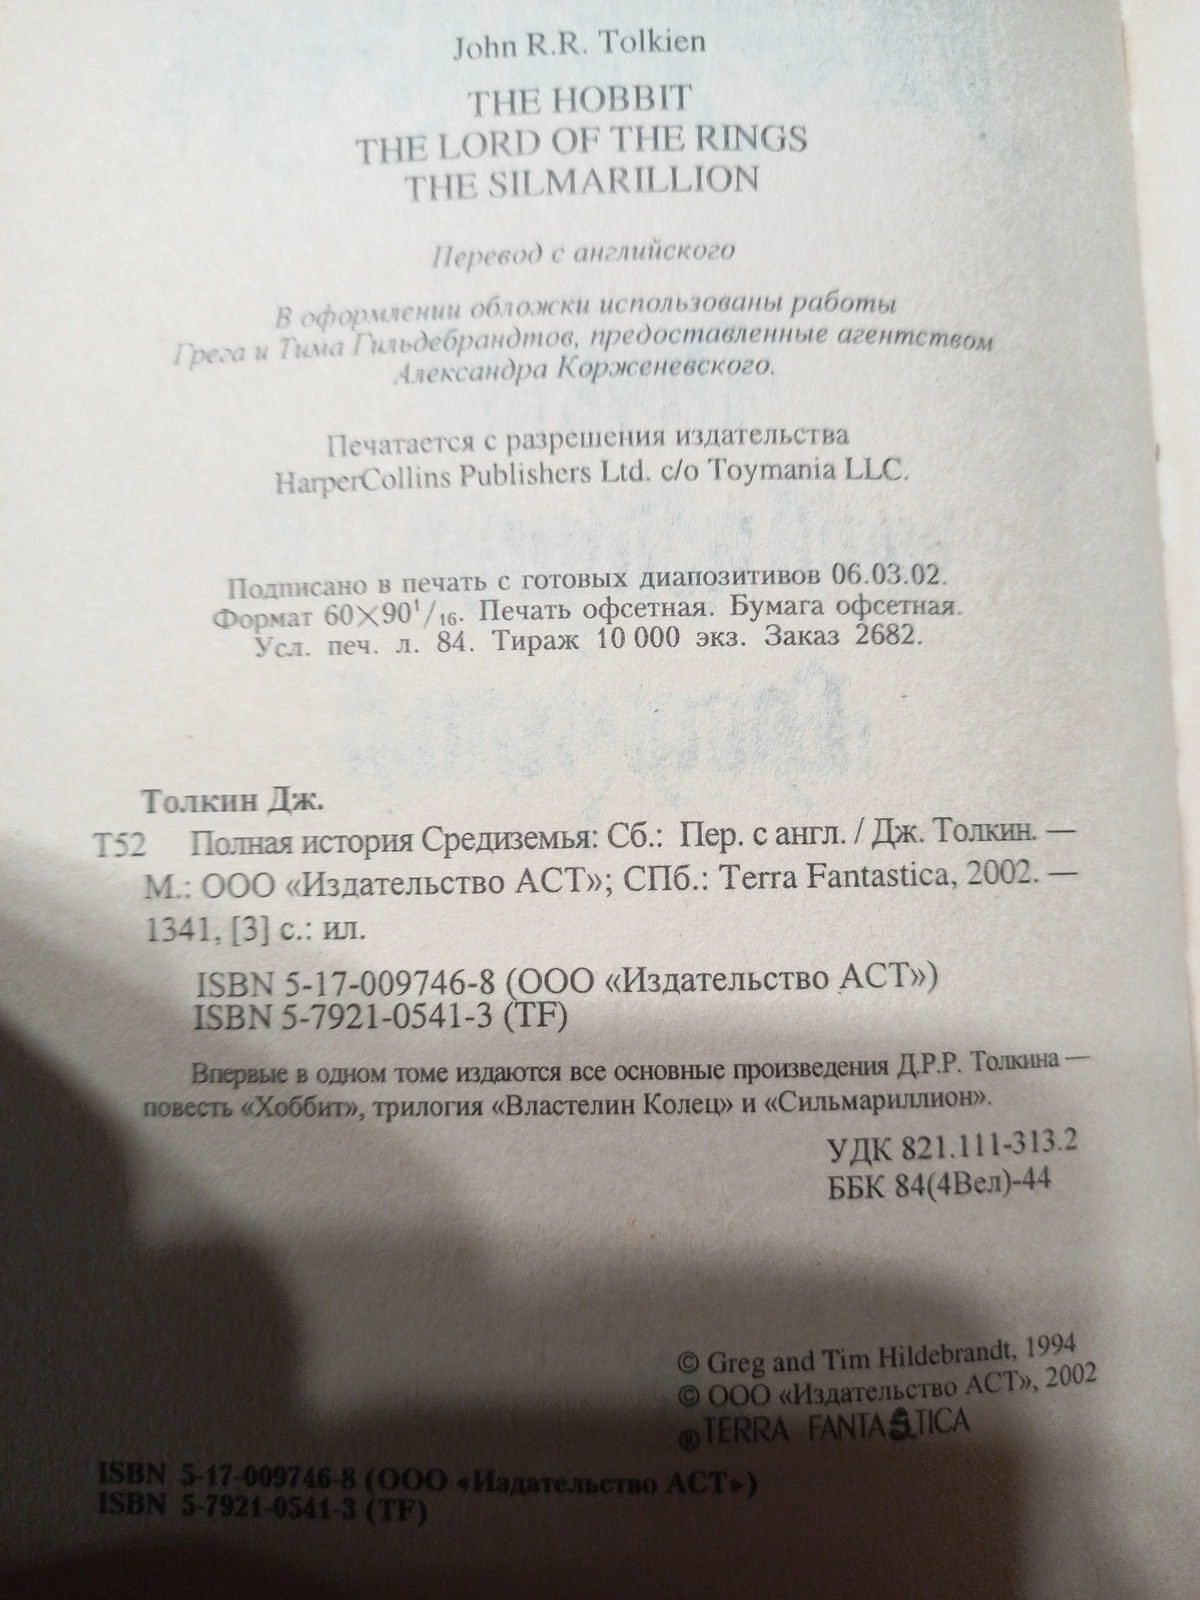 John R.R. Tolkien
THE HOBBIT
THE LORD OF THE RINGS
THE SILMARILLION
Перевод с английского
В оформлении обложки использованы работы
Грега и Тима Гильдебрандтов, предоставленные агентством
Александра Корженевского.
Печатается с разрешения издательства
HarperCollins Publishers Ltd. c/o Toymania LLC.
Подписано в печать с готовых диапозитивов 06.03.02.
Формат 60×90¹/₁₆. Печать офсетная. Бумага офсетная.
Усл. печ. л. 84. Тираж 10 000 экз. Заказ 2682.
Толкин Дж.
Т52 Полная история Средиземья: Сб.: Пер. с англ. / Дж. Толкин. —
М.: ООО «Издательство АСТ»; СПб.: Terra Fantastica, 2002. —
1341, [3] с.: ил.
ISBN 5-17-009746-8 (ООО «Издательство АСТ»)
ISBN 5-7921-0541-3 (TF)
Впервые в одном томе издаются все основные произведения Д.Р.Р. Толкина —
повесть «Хоббит», трилогия «Властелин Колец» и «Сильмариллион».
УДК 821.111-313.2
ББК 84(4Вел)-44
© Greg and Tim Hildebrandt, 1994
© ООО «Издательство АСТ», 2002
® TERRA FANTASTICA
ISBN 5-17-009746-8 (ООО «Издательство АСТ»)
ISBN 5-7921-0541-3 (TF)